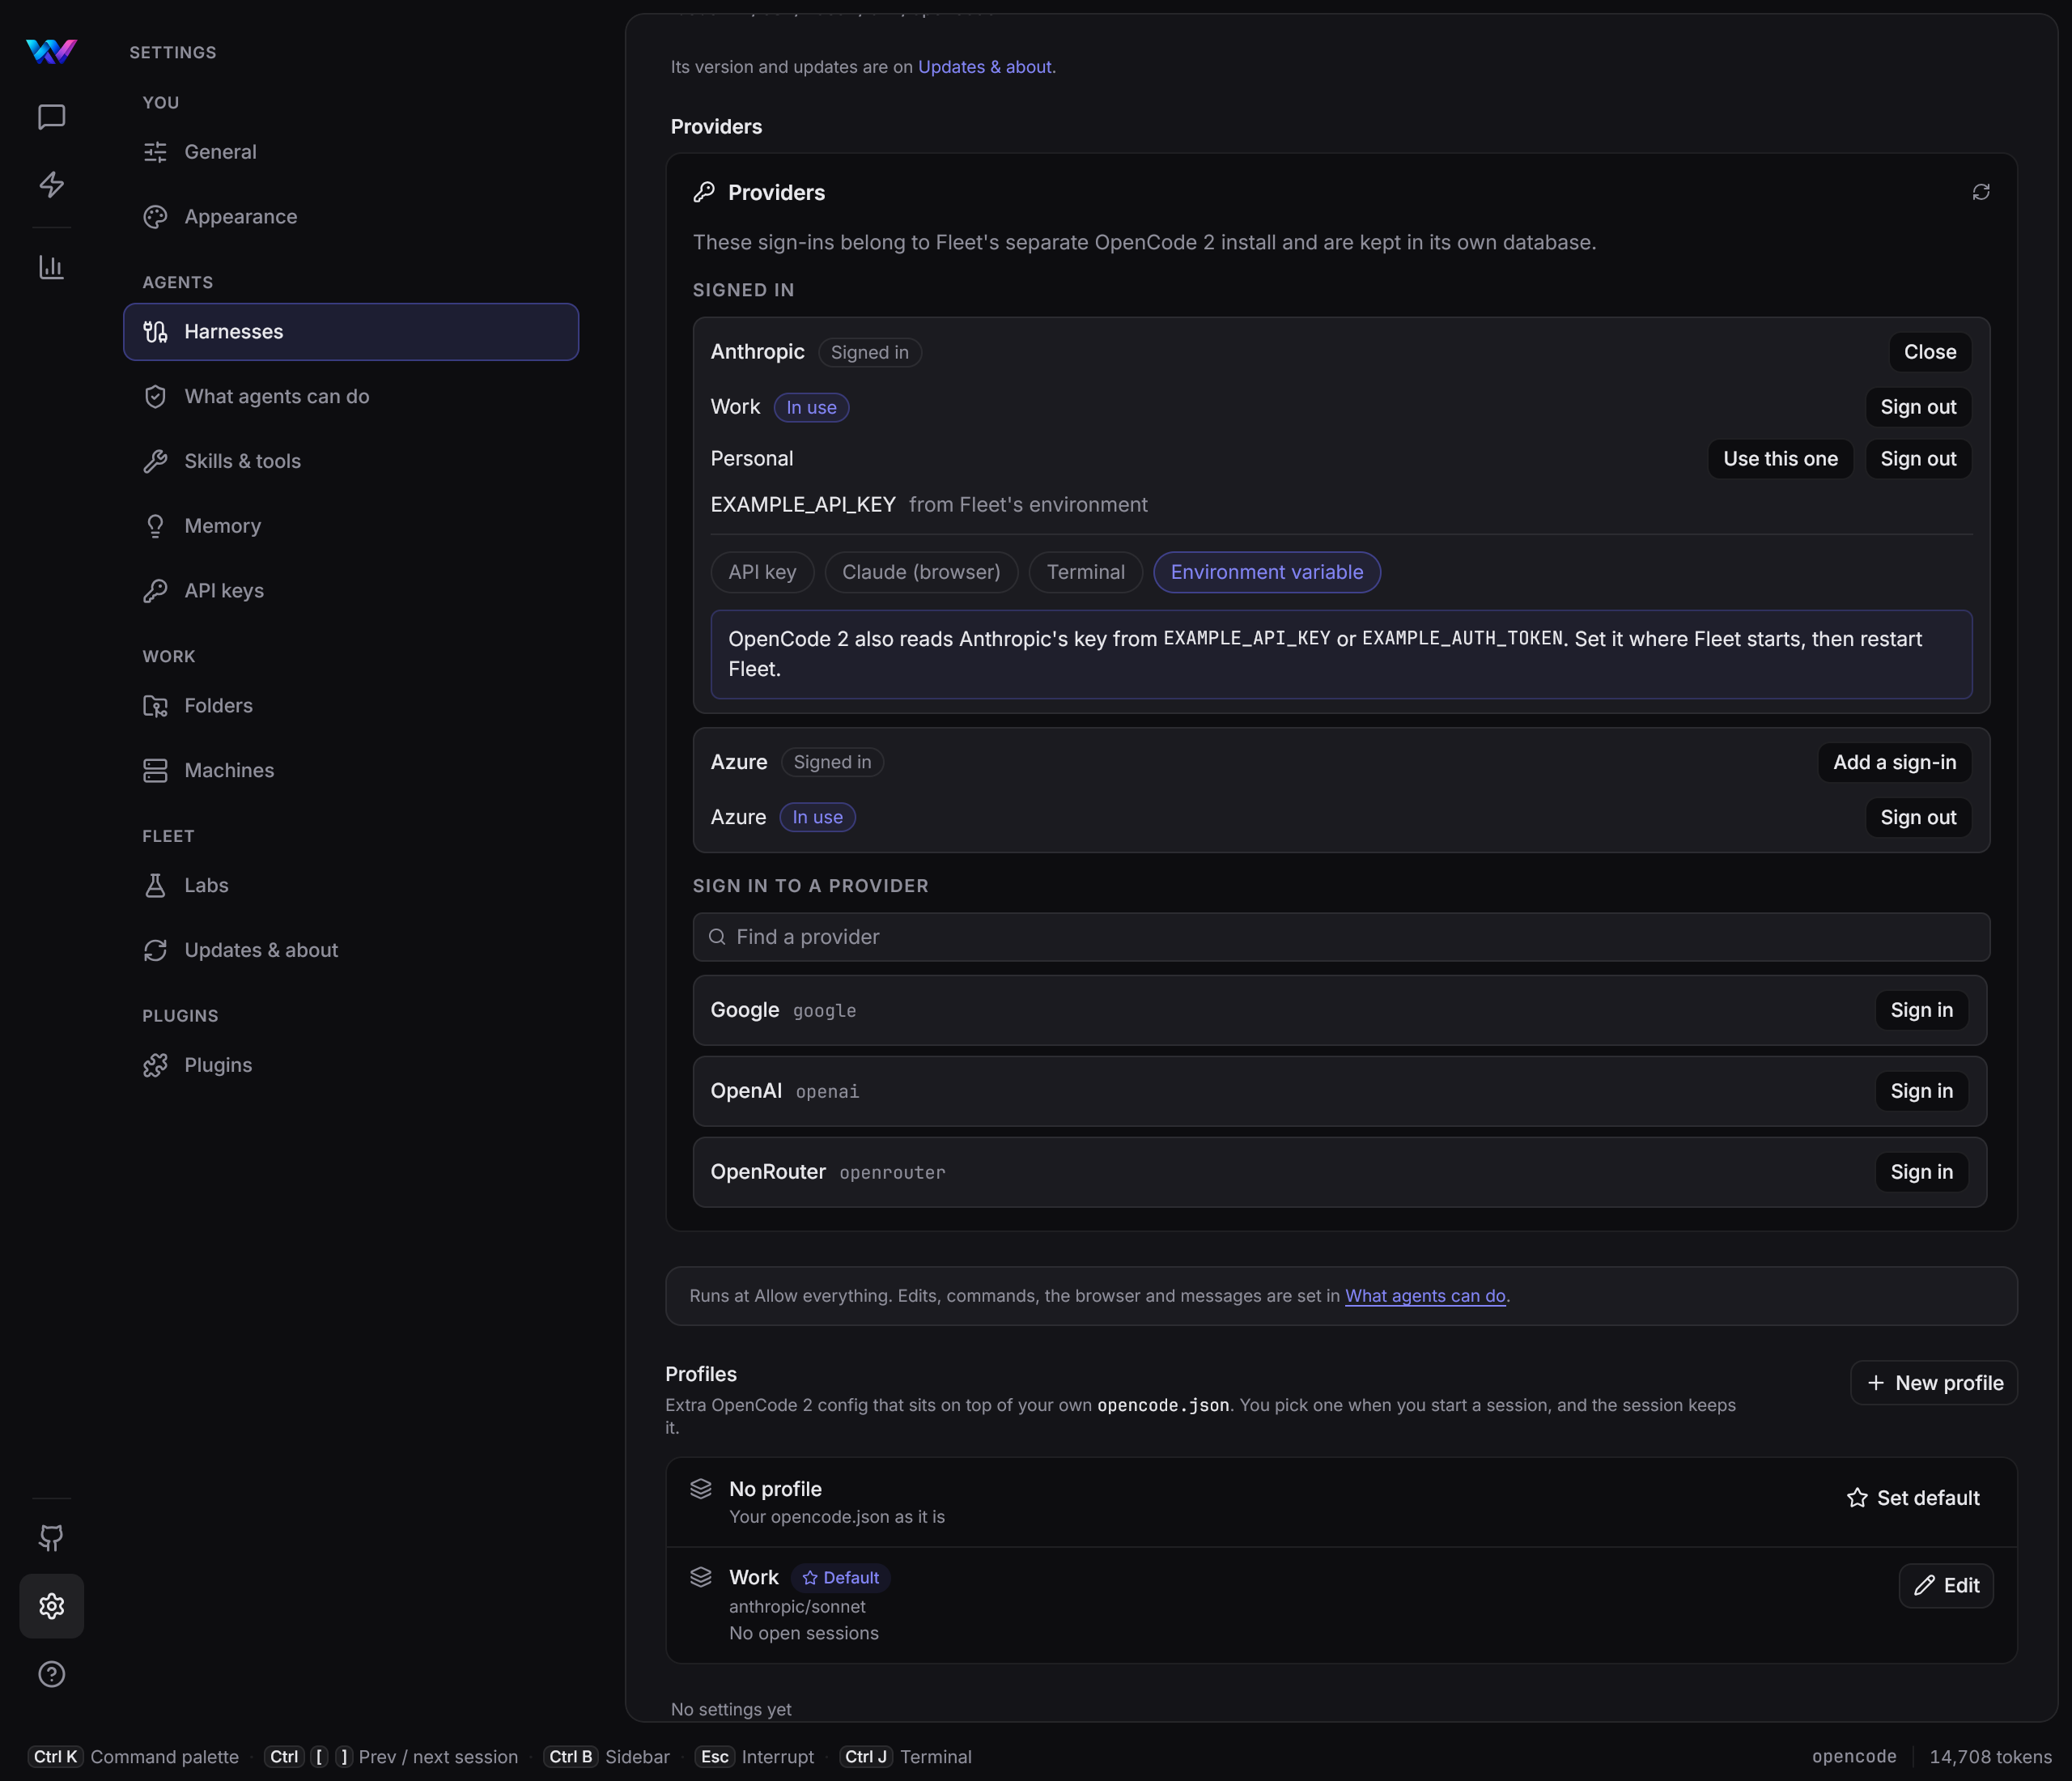 SETTINGS
YOU
General
Appearance
AGENTS
Harnesses
What agents can do
Skills & tools
Memory
API keys
WORK
Folders
Machines
FLEET
Labs
Updates & about
PLUGINS
Plugins
Its version and updates are on Updates & about.
Providers
Providers
These sign-ins belong to Fleet's separate OpenCode 2 install and are kept in its own database.
SIGNED IN
Anthropic Signed in Close
Work In use Sign out
Personal Use this one Sign out
EXAMPLE_API_KEY from Fleet's environment
API key Claude (browser) Terminal Environment variable
OpenCode 2 also reads Anthropic's key from EXAMPLE_API_KEY or EXAMPLE_AUTH_TOKEN. Set it where Fleet starts, then restart
Fleet.
Azure Signed in Add a sign-in
Azure In use Sign out
SIGN IN TO A PROVIDER
Find a provider
Google google Sign in
OpenAI openai Sign in
OpenRouter openrouter Sign in
Runs at Allow everything. Edits, commands, the browser and messages are set in What agents can do.
Profiles
New profile
Extra OpenCode 2 config that sits on top of your own opencode.json. You pick one when you start a session, and the session keeps
it.
No profile
Set default
Your opencode.json as it is
Work Default
Edit
anthropic/sonnet
No open sessions
No settings yet
Ctrl K Command palette · Ctrl [ ] Prev / next session · Ctrl B Sidebar · Esc Interrupt · Ctrl J Terminal
opencode 14,708 tokens